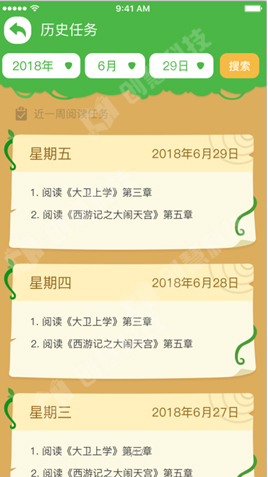 9:41 AM
历史任务
2018年 6月 29日 搜索
近一周阅读任务
星期五 2018年6月29日
1. 阅读《大卫上学》第三章
2. 阅读《西游记之大闹天宫》第五章
星期四 2018年6月28日
1. 阅读《大卫上学》第三章
2. 阅读《西游记之大闹天宫》第五章
星期三 2018年6月27日
1. 阅读《大卫上学》第三章
2. 阅读《西游记之大闹天宫》第五章